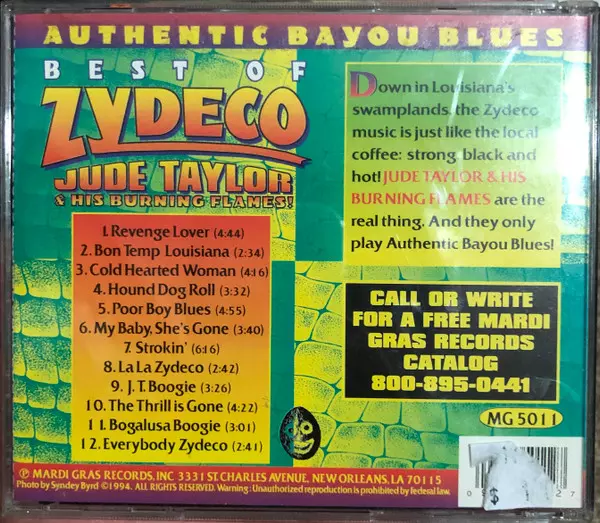 AUTHENTIC BAYOU BLUES
BEST OF
ZYDECO
JUDE TAYLOR
& HIS BURNING FLAMES!
1. Revenge Lover (4:44)
2. Bon Temp Louisiana (2:34)
3. Cold Hearted Woman (4:16)
4. Hound Dog Roll (3:32)
5. Poor Boy Blues (4:55)
6. My Baby, She's Gone (3:40)
7. Strokin' (6:16)
8. La La Zydeco (2:42)
9. J.T. Boogie (3:26)
10. The Thrill is Gone (4:22)
11. Bogalusa Boogie (3:01)
12. Everybody Zydeco (2:41)
Down in Louisiana's
swamplands, the Zydeco
music is just like the local
coffee: strong, black and
hot! JUDE TAYLOR & HIS
BURNING FLAMES are the
real thing. And they only
play Authentic Bayou Blues!
CALL OR WRITE
FOR A FREE MARDI
GRAS RECORDS
CATALOG
800-895-0441
MG5011
℗ MARDI GRAS RECORDS, INC 3331 ST. CHARLES AVENUE, NEW ORLEANS, LA 70115
Photo by Syndey Byrd ©1994. ALL RIGHTS RESERVED. Warning: Unauthorized reproduction is prohibited by federal law.
$